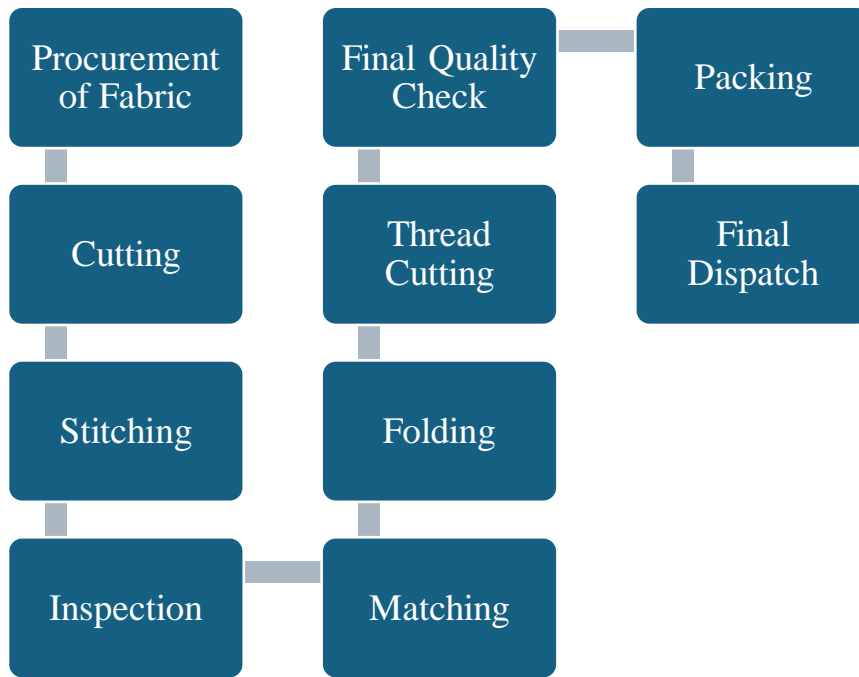 Procurement
of Fabric
Cutting
Stitching
Inspection
Matching
Folding
Thread
Cutting
Final Quality
Check
Packing
Final
Dispatch